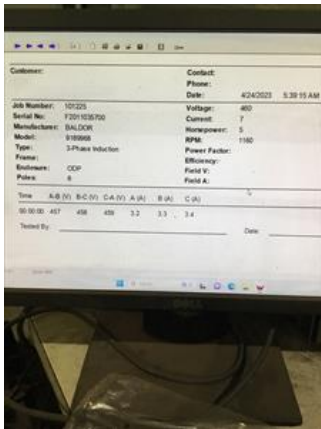 Customer:
Contact:
Phone:
Date: 4/24/2023 5:39:15 AM
Job Number: 101225
Voltage: 460
Serial No: F2011035700
Current: 7
Manufacturer: BALDOR
Horsepower: 5
Model:
RPM: 1160
Type: 3-Phase Induction
Power Factor:
Frame:
Efficiency:
Enclosure: ODP
Field V:
Poles: 6
Field A:
Time A-B (V) B-C (V) C-A (V) A (A) B (A) C (A)
00:00:00 457 458 459 3.2 3.3 3.4
Tested By:
Date:
DELL